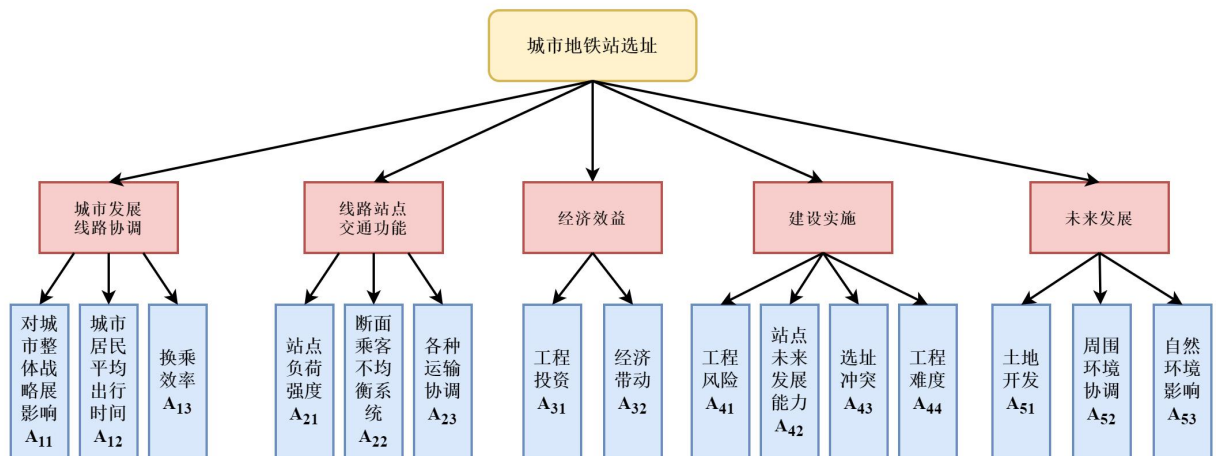 城市地铁站选址
城市发展
线路协调
线路站点
交通功能
经济效益
建设实施
未来发展
对城
市整
体战
略展
影响
A11
城市
居民
平均
出行
时间
A12
换乘
效率
A13
站点
负荷
强度
A21
断面
乘客
不均
衡系
统
A22
各种
运输
协调
A23
工程
投资
A31
经济
带动
A32
工程
风险
A41
站点
未来
发展
能力
A42
选址
冲突
A43
工程
难度
A44
土地
开发
A51
周围
环境
协调
A52
自然
环境
影响
A53